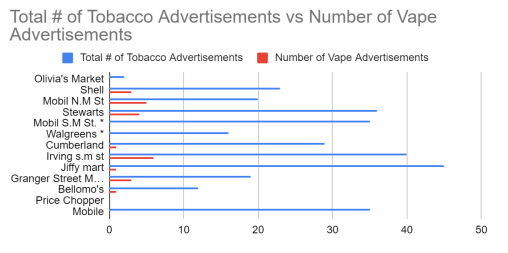 Total # of Tobacco Advertisements vs Number of Vape
Advertisements
Total # of Tobacco Advertisements
Number of Vape Advertisements
Olivia's Market
Shell
Mobil N.M St
Stewarts
Mobil S.M St. *
Walgreens *
Cumberland
Irving s.m st
Jiffy mart
Granger Street M…
Bellomo's
Price Chopper
Mobile
0 10 20 30 40 50